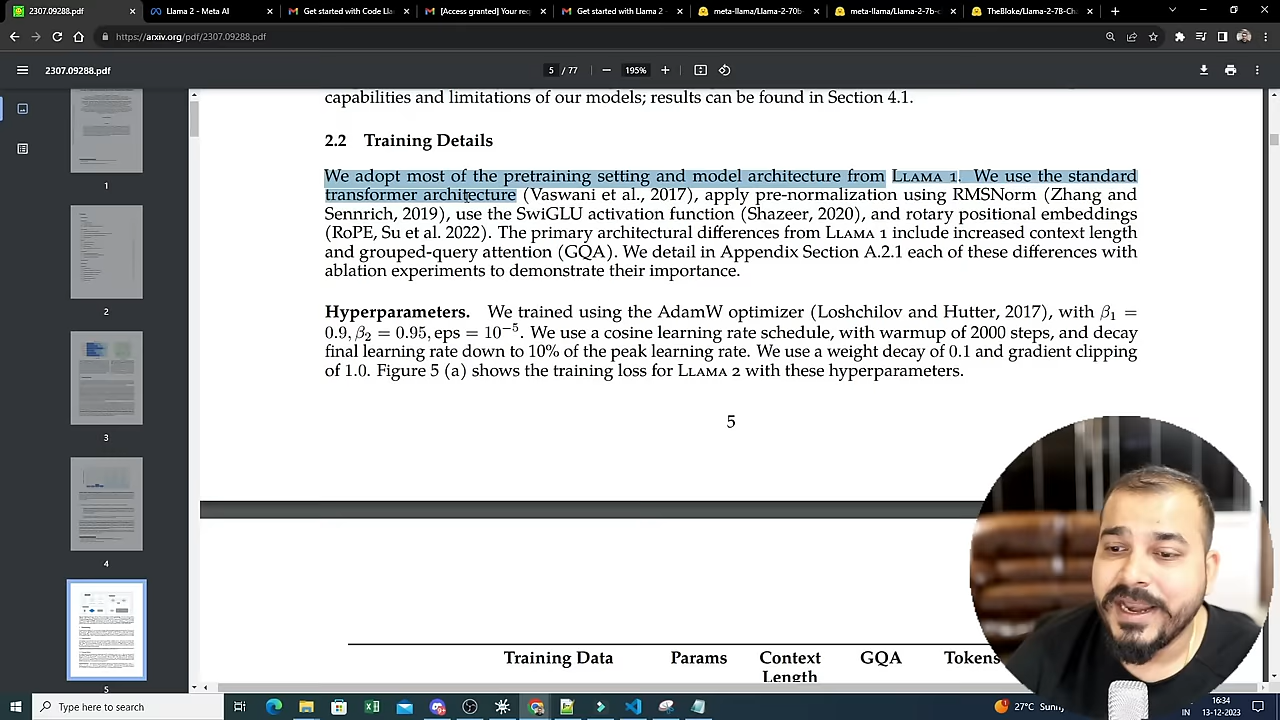 2307.09288.pdf
Llama 2 - Meta AI
Get started with Code Lla
[Access granted] Your req
Get started with Llama 2
meta-llama/Llama-2-70b
meta-llama/Llama-2-7b-c
TheBloke/Llama-2-7B-Cha
https://arxiv.org/pdf/2307.09288.pdf
2307.09288.pdf
5 / 77
195%
capabilities and limitations of our models; results can be found in Section 4.1.
2.2 Training Details
We adopt most of the pretraining setting and model architecture from LLAMA 1. We use the standard
transformer architecture (Vaswani et al., 2017), apply pre-normalization using RMSNorm (Zhang and
Sennrich, 2019), use the SwiGLU activation function (Shazeer, 2020), and rotary positional embeddings
(RoPE, Su et al. 2022). The primary architectural differences from LLAMA 1 include increased context length
and grouped-query attention (GQA). We detail in Appendix Section A.2.1 each of these differences with
ablation experiments to demonstrate their importance.
Hyperparameters. We trained using the AdamW optimizer (Loshchilov and Hutter, 2017), with β₁ =
0.9, β₂ = 0.95, eps = 10⁻⁵. We use a cosine learning rate schedule, with warmup of 2000 steps, and decay
final learning rate down to 10% of the peak learning rate. We use a weight decay of 0.1 and gradient clipping
of 1.0. Figure 5 (a) shows the training loss for LLAMA 2 with these hyperparameters.
5
Training Data Params Context GQA Tokens
Length
1
2
3
4
5
Type here to search
27°C Sunny
IN
16:34
13-12-2023